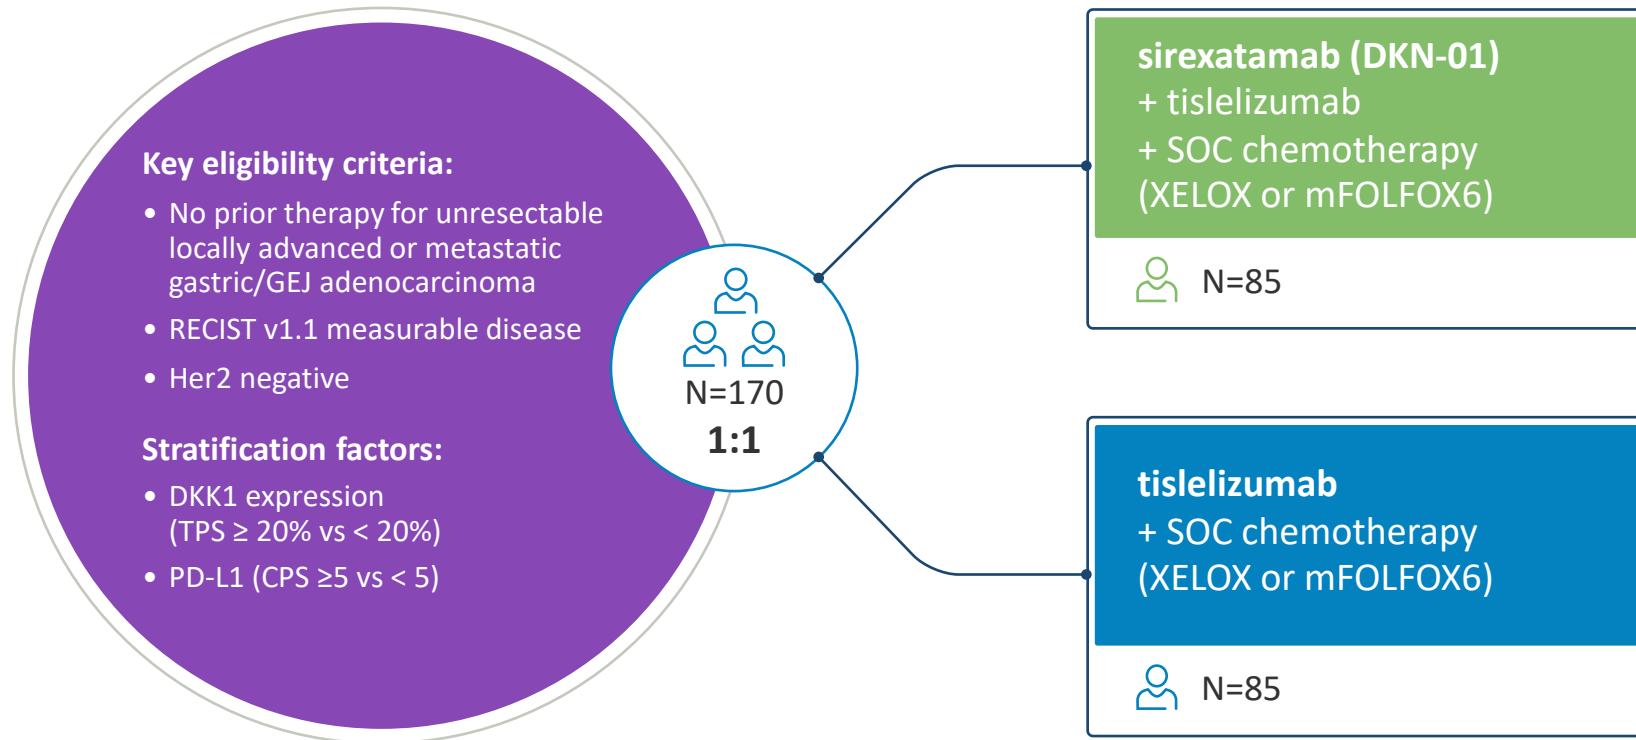 Key eligibility criteria:
• No prior therapy for unresectable
locally advanced or metastatic
gastric/GEJ adenocarcinoma
• RECIST v1.1 measurable disease
• Her2 negative
Stratification factors:
• DKK1 expression
(TPS ≥ 20% vs < 20%)
• PD-L1 (CPS ≥5 vs < 5)
N=170
1:1
sirexatamab (DKN-01)
+ tislelizumab
+ SOC chemotherapy
(XELOX or mFOLFOX6)
N=85
tislelizumab
+ SOC chemotherapy
(XELOX or mFOLFOX6)
N=85